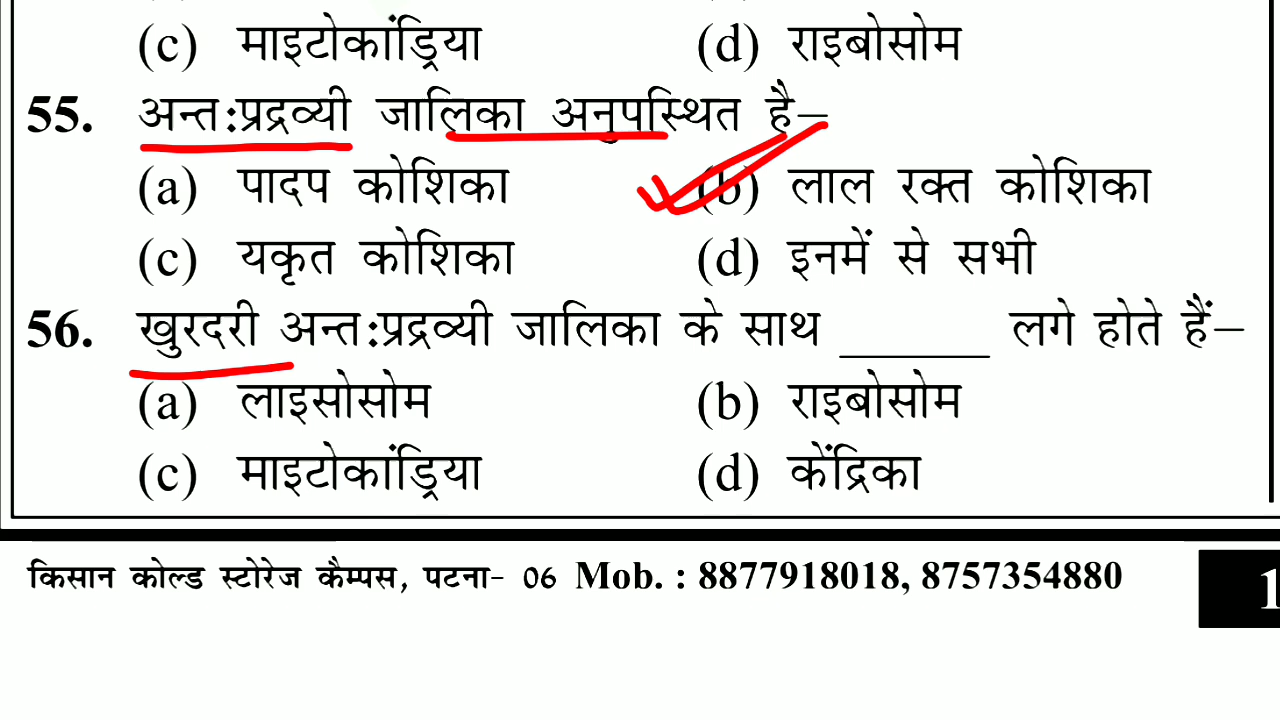 (c) माइटोकांड्रिया (d) राइबोसोम
55. अन्त:प्रद्रव्यी जालिका अनुपस्थित है–
(a) पादप कोशिका (b) लाल रक्त कोशिका
(c) यकृत कोशिका (d) इनमें से सभी
56. खुरदरी अन्त:प्रद्रव्यी जालिका के साथ ______ लगे होते हैं–
(a) लाइसोसोम (b) राइबोसोम
(c) माइटोकांड्रिया (d) केंद्रिका
किसान कोल्ड स्टोरेज कैम्पस, पटना- 06 Mob. : 8877918018, 8757354880